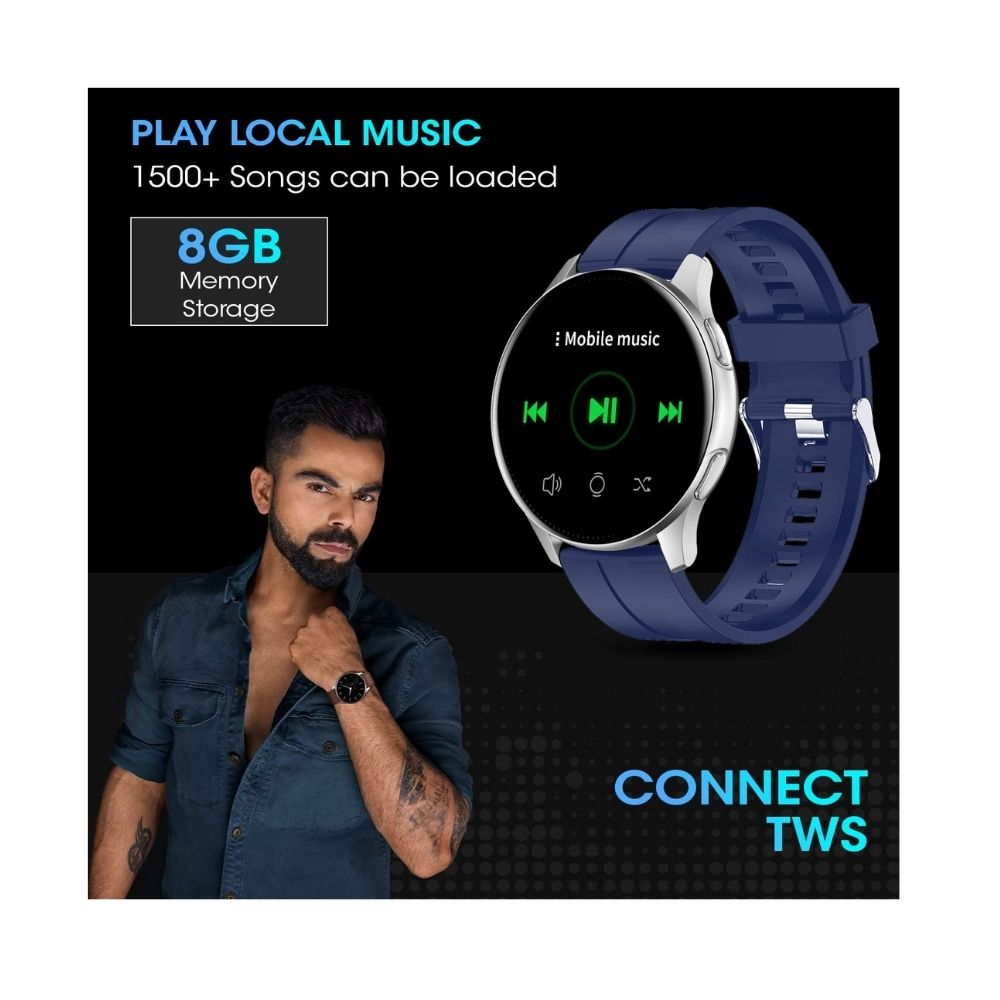 PLAY LOCAL MUSIC
1500+ Songs can be loaded
8GB
Memory
Storage
Mobile music
CONNECT
TWS